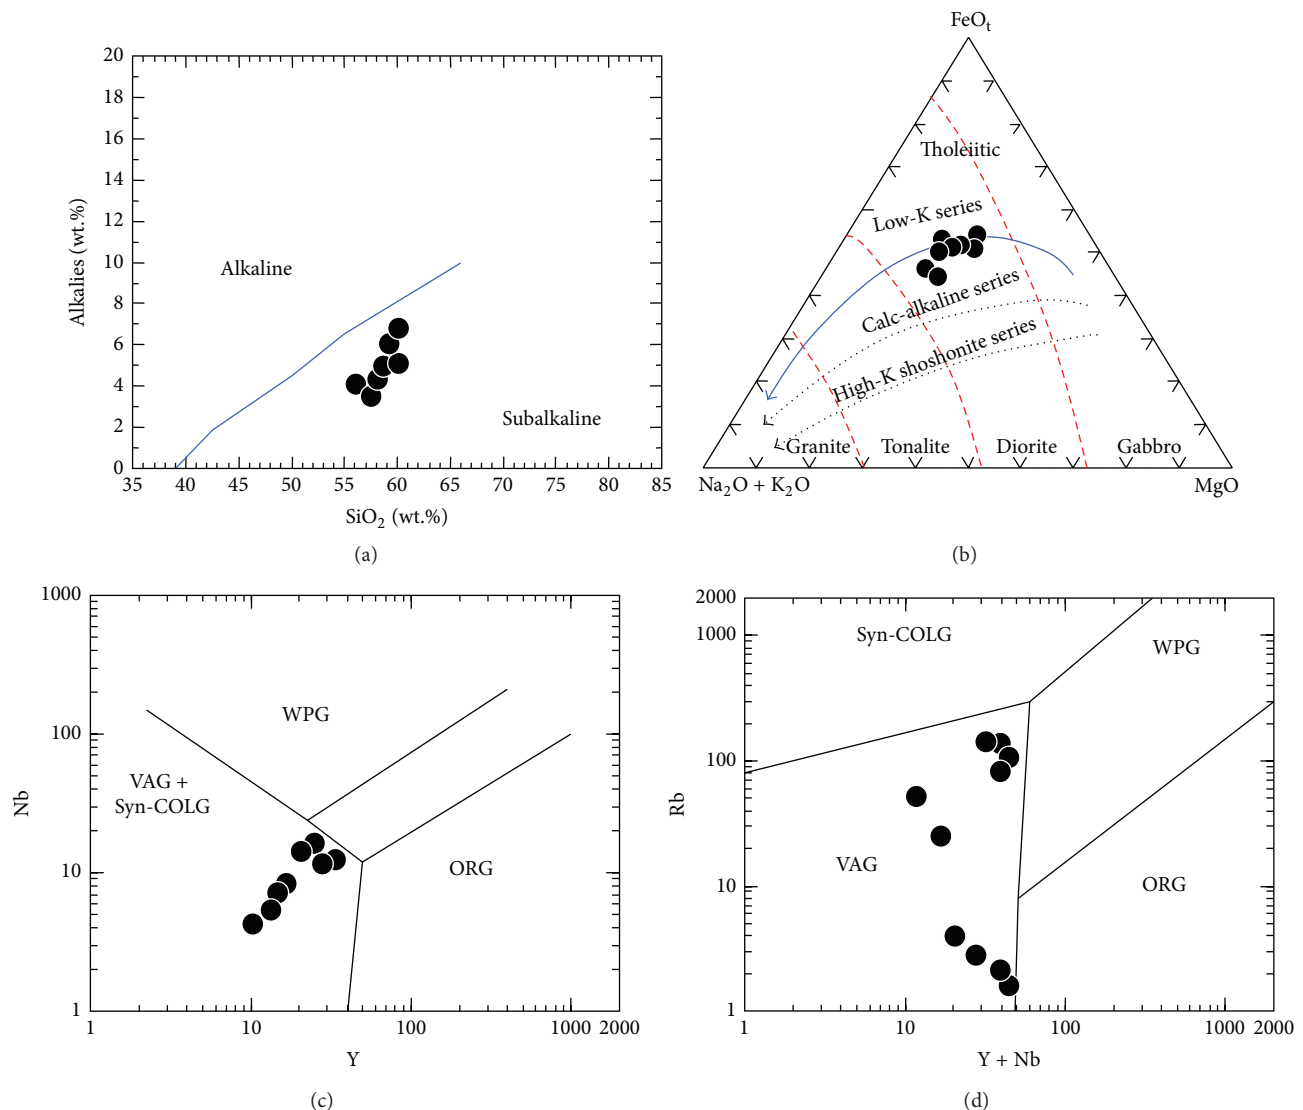 20
18
16
14
12
10
8
6
4
2
0
Alkalies (wt.%)
Alkaline
Subalkaline
35 40 45 50 55 60 65 70 75 80 85
SiO₂ (wt.%)
(a)
FeOₜ
Tholeiitic
Low-K series
Calc-alkaline series
High-K shoshonite series
Granite Tonalite Diorite Gabbro
Na₂O + K₂O MgO
(b)
1000
100
10
1
Nb
WPG
VAG +
Syn-COLG
ORG
1 10 100 1000 2000
Y
(c)
2000
1000
100
10
1
Rb
Syn-COLG
WPG
VAG
ORG
1 10 100 1000 2000
Y + Nb
(d)